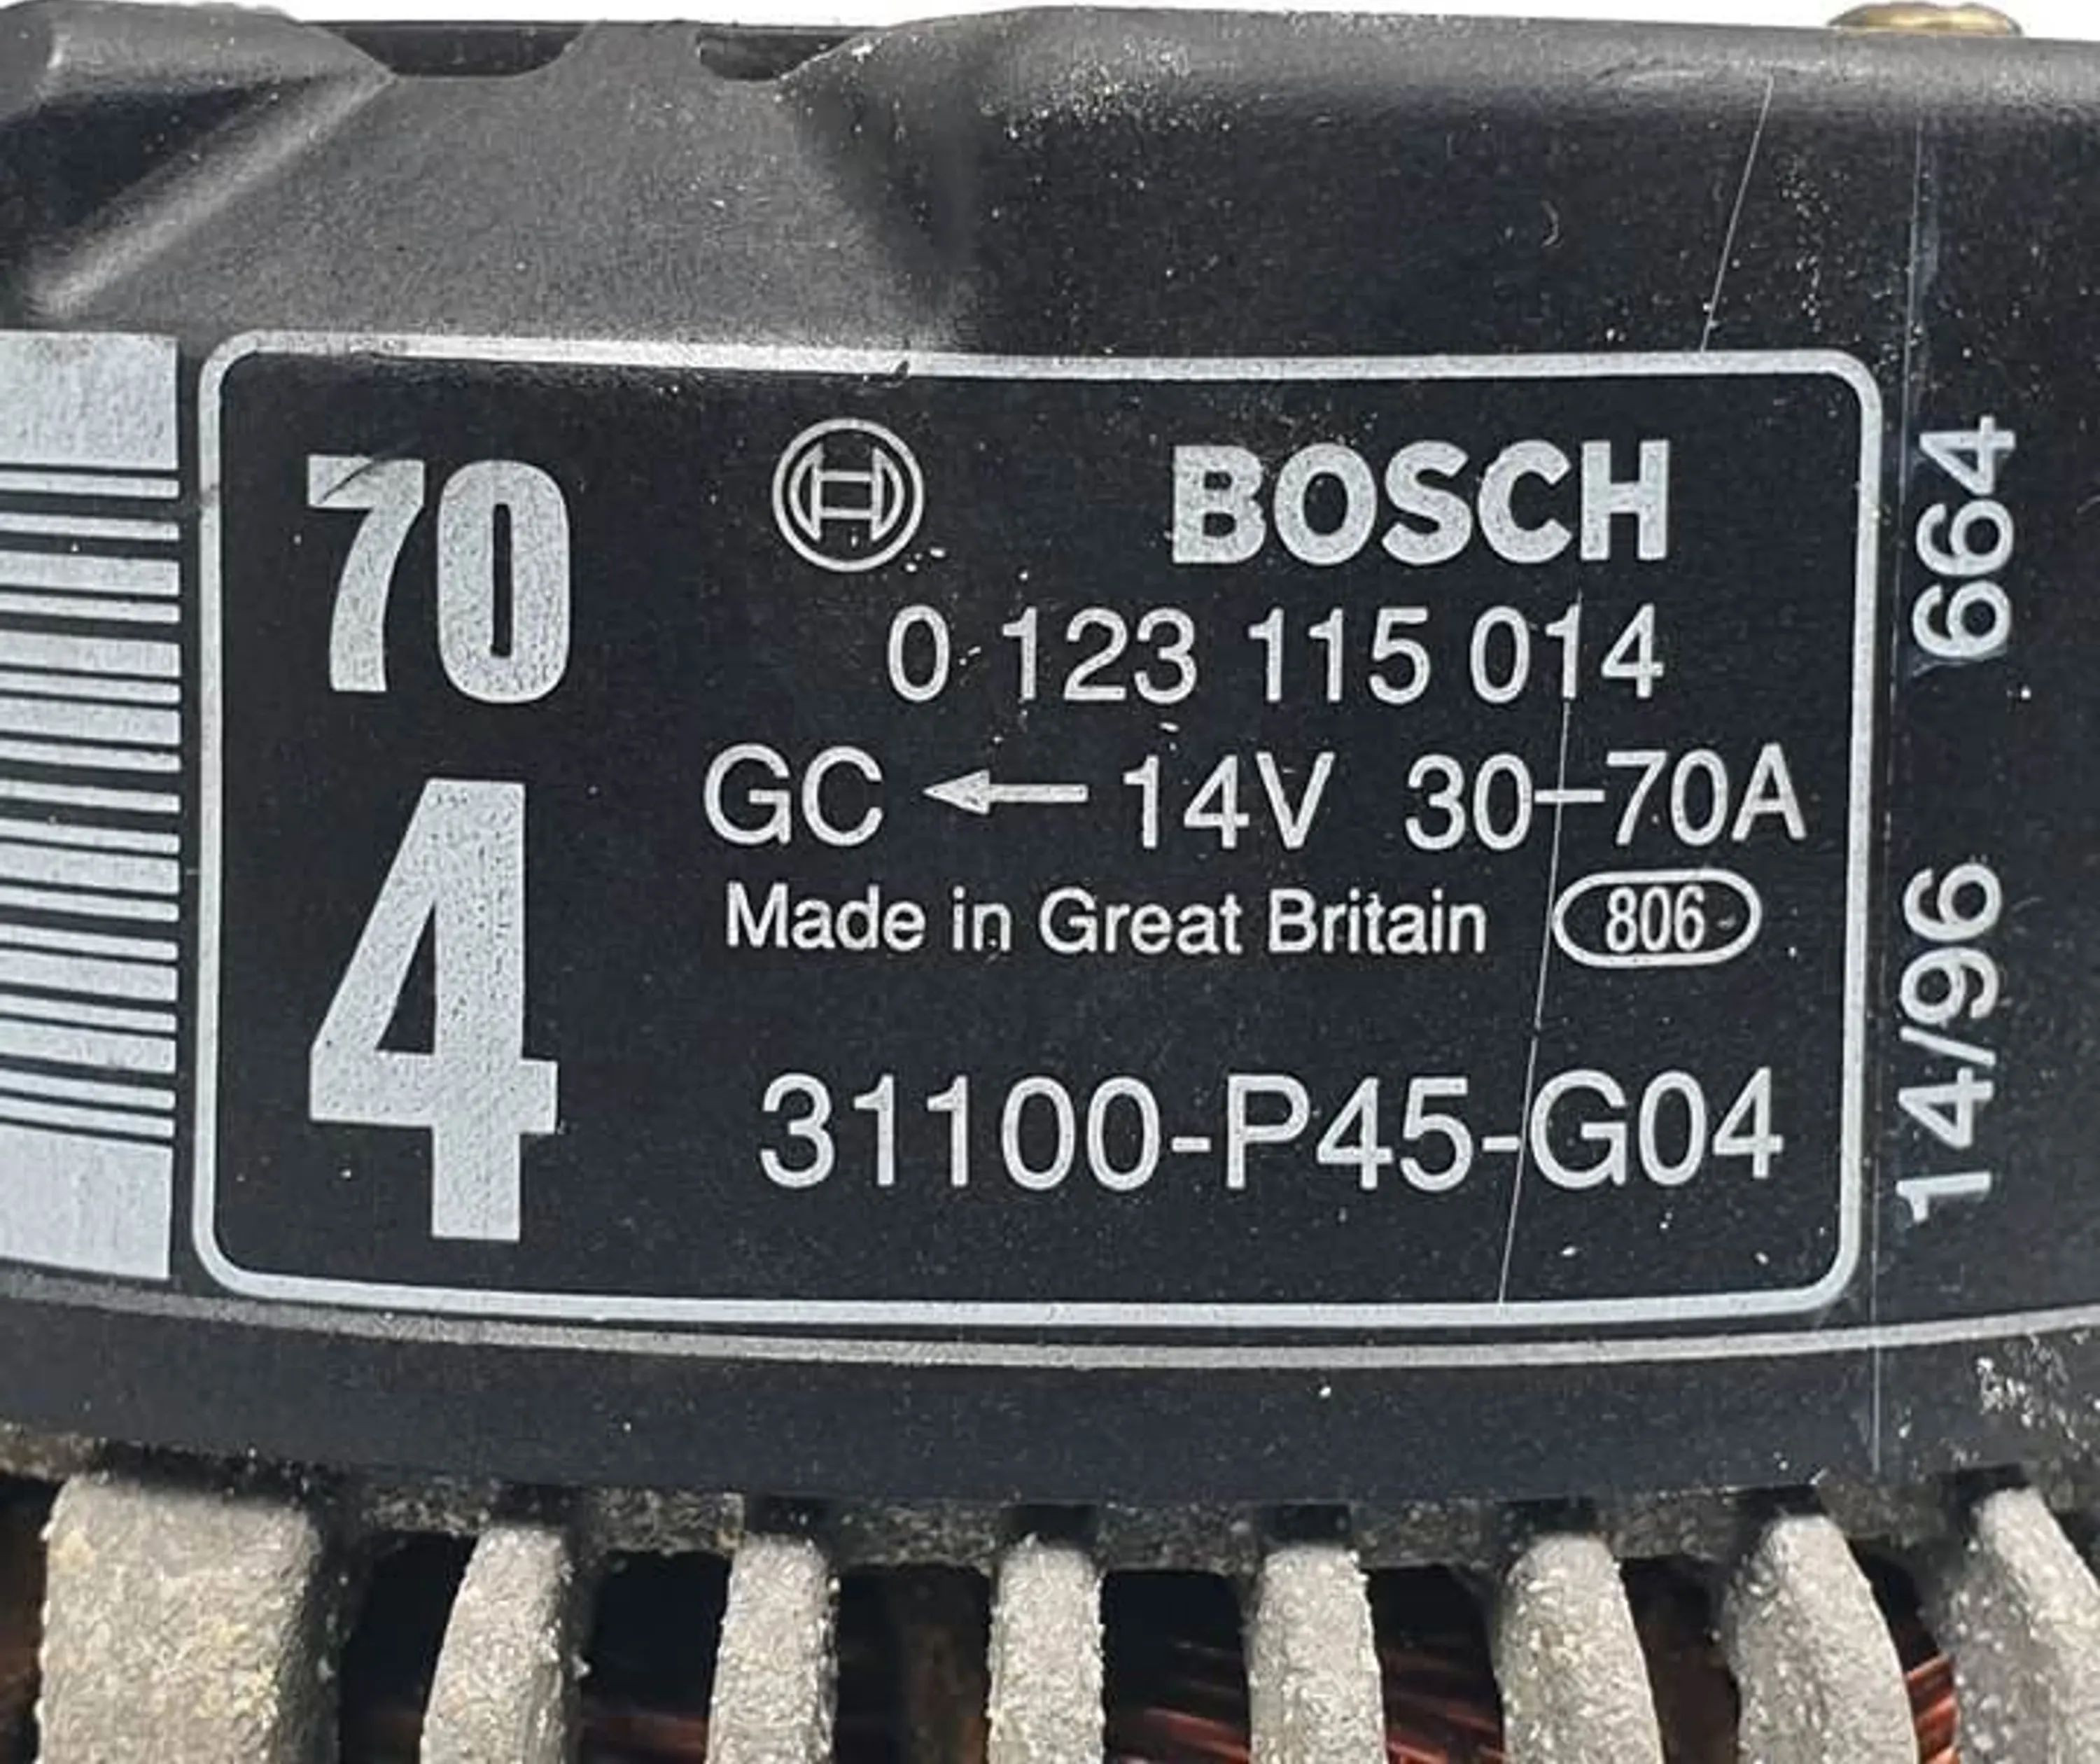 70
BOSCH
0 123 115 014
4
GC ← 14V 30-70A
Made in Great Britain 806
31100-P45-G04
14/96 664